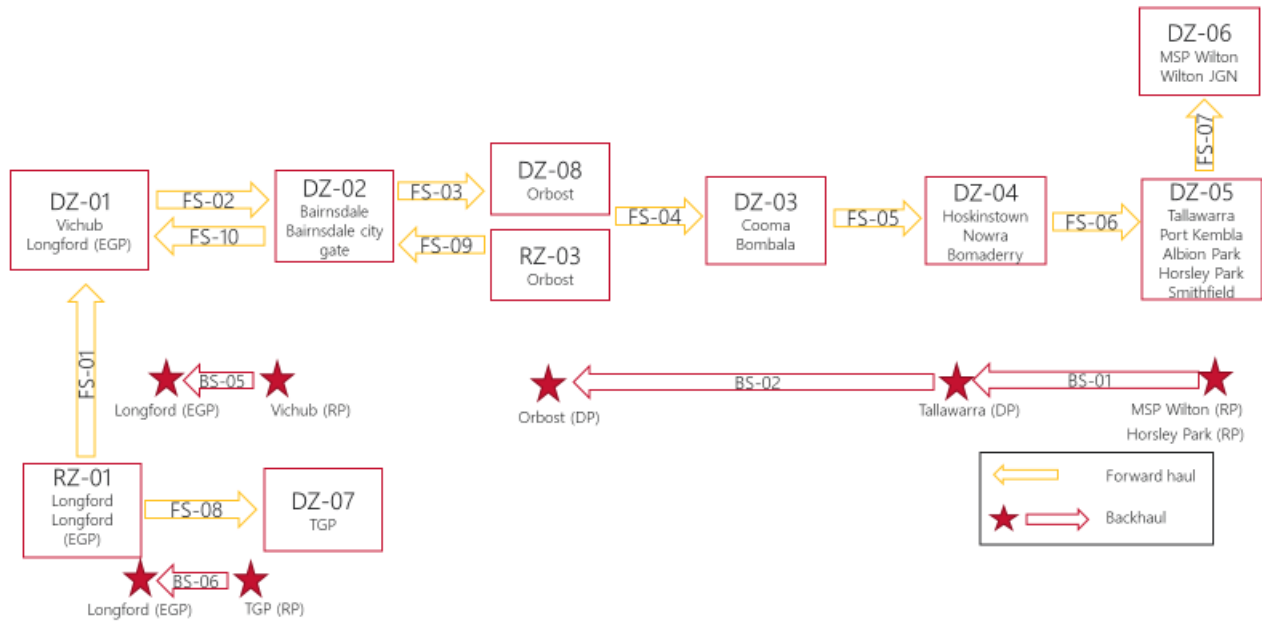 DZ-06
MSP Wilton
Wilton JGN
FS-07
DZ-01
Vichub
Longford (EGP)
FS-02
FS-10
DZ-02
Bairnsdale
Bairnsdale city
gate
FS-03
FS-09
DZ-08
Orbost
RZ-03
Orbost
FS-04
DZ-03
Cooma
Bombala
FS-05
DZ-04
Hoskinstown
Nowra
Bomaderry
FS-06
DZ-05
Tallawarra
Port Kembla
Albion Park
Horsley Park
Smithfield
FS-01
BS-05
Longford (EGP)
Vichub (RP)
BS-02
Orbost (DP)
Tallawarra (DP)
BS-01
MSP Wilton (RP)
Horsley Park (RP)
RZ-01
Longford
Longford
(EGP)
FS-08
DZ-07
TGP
BS-06
Longford (EGP)
TGP (RP)
Forward haul
Backhaul